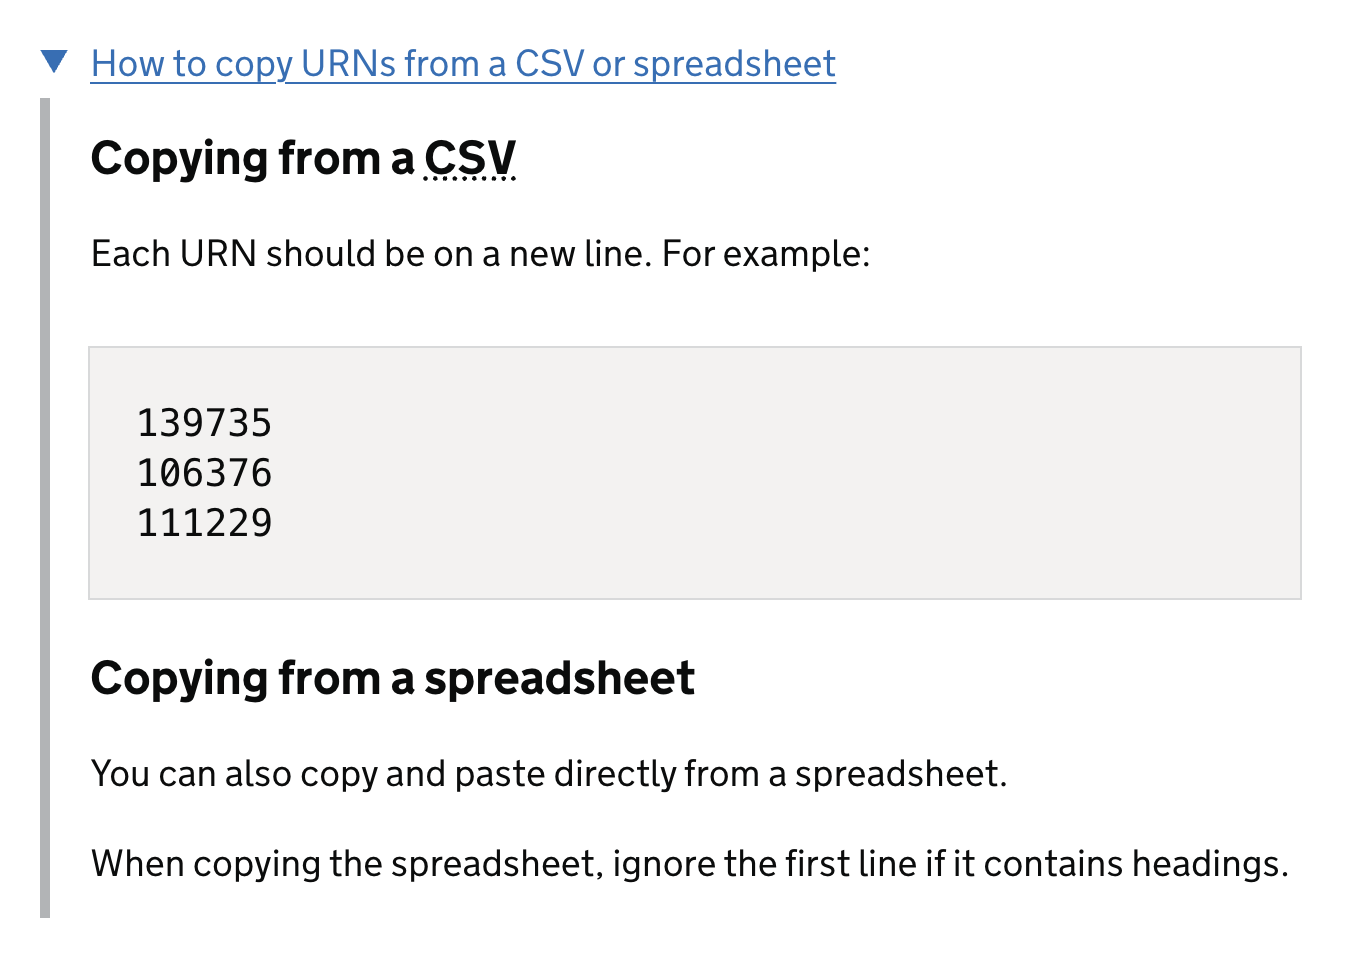 How to copy URNs from a CSV or spreadsheet
Copying from a CSV
Each URN should be on a new line. For example:
139735
106376
111229
Copying from a spreadsheet
You can also copy and paste directly from a spreadsheet.
When copying the spreadsheet, ignore the first line if it contains headings.